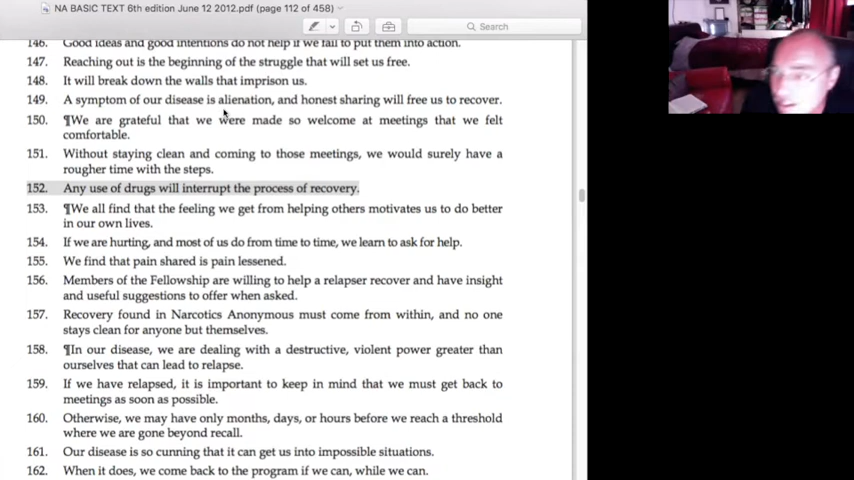 NA BASIC TEXT 6th edition June 12 2012.pdf (page 112 of 458)
Search
146. Good ideas and good intentions do not help if we fail to put them into action.
147. Reaching out is the beginning of the struggle that will set us free.
148. It will break down the walls that imprison us.
149. A symptom of our disease is alienation, and honest sharing will free us to recover.
150. ¶We are grateful that we were made so welcome at meetings that we felt
comfortable.
151. Without staying clean and coming to those meetings, we would surely have a
rougher time with the steps.
152. Any use of drugs will interrupt the process of recovery.
153. ¶We all find that the feeling we get from helping others motivates us to do better
in our own lives.
154. If we are hurting, and most of us do from time to time, we learn to ask for help.
155. We find that pain shared is pain lessened.
156. Members of the Fellowship are willing to help a relapser recover and have insight
and useful suggestions to offer when asked.
157. Recovery found in Narcotics Anonymous must come from within, and no one
stays clean for anyone but themselves.
158. ¶In our disease, we are dealing with a destructive, violent power greater than
ourselves that can lead to relapse.
159. If we have relapsed, it is important to keep in mind that we must get back to
meetings as soon as possible.
160. Otherwise, we may have only months, days, or hours before we reach a threshold
where we are gone beyond recall.
161. Our disease is so cunning that it can get us into impossible situations.
162. When it does, we come back to the program if we can, while we can.